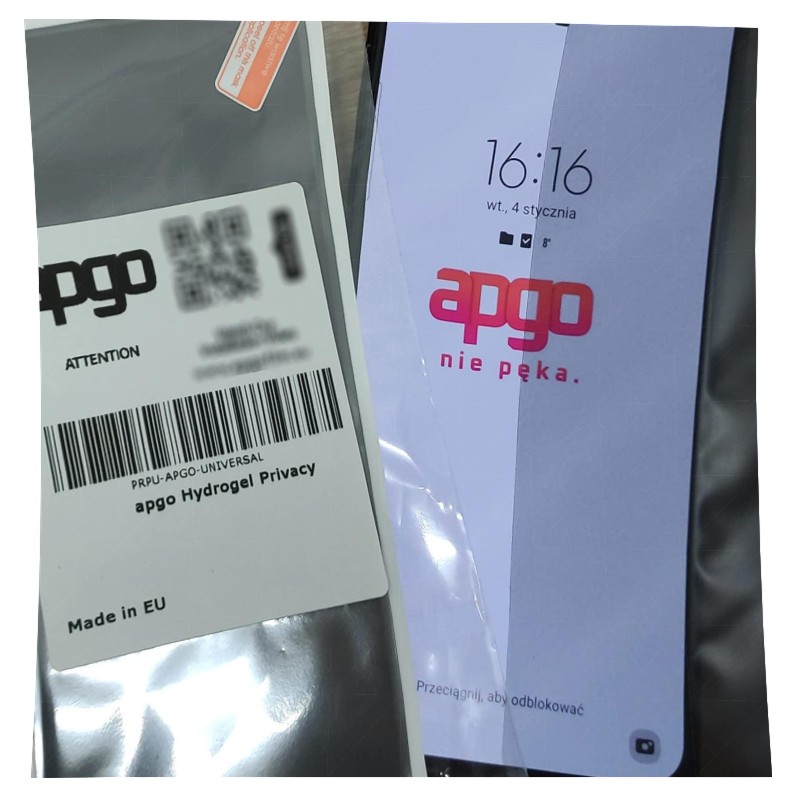 apgo
ATTENTION
PRPU-APGO-UNIVERSAL
apgo Hydrogel Privacy
Made in EU
16:16
wt., 4 stycznia
8°
apgo
nie pęka.
Przeciągnij, aby odblokować